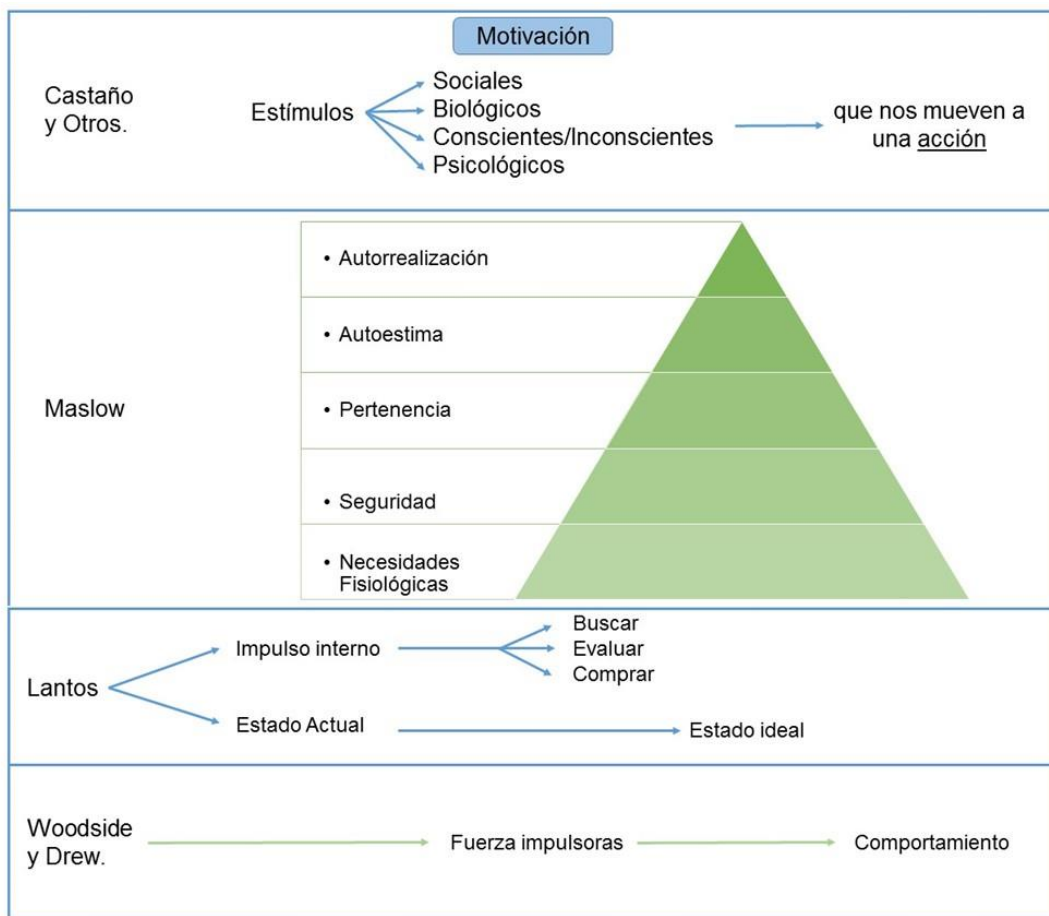 Motivación
Castaño
y Otros.
Estímulos
Sociales
Biológicos
Conscientes/Inconscientes
Psicológicos
que nos mueven a
una acción
Maslow
• Autorrealización
• Autoestima
• Pertenencia
• Seguridad
• Necesidades
Fisiológicas
Lantos
Impulso interno
Buscar
Evaluar
Comprar
Estado Actual
Estado ideal
Woodside
y Drew.
Fuerza impulsoras
Comportamiento